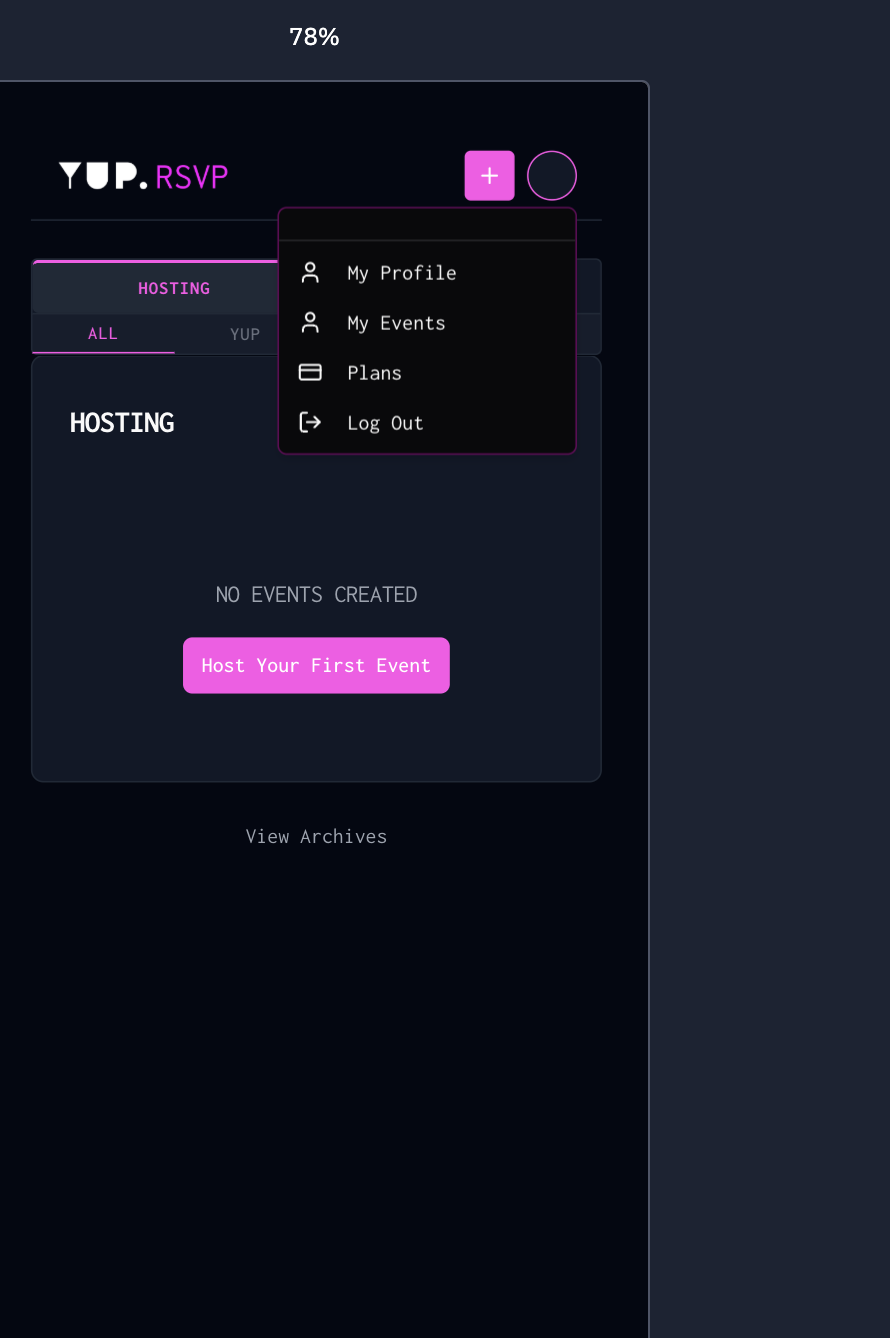 78%
YUP.RSVP
+
My Profile
My Events
Plans
Log Out
HOSTING
ALL YUP
HOSTING
NO EVENTS CREATED
Host Your First Event
View Archives